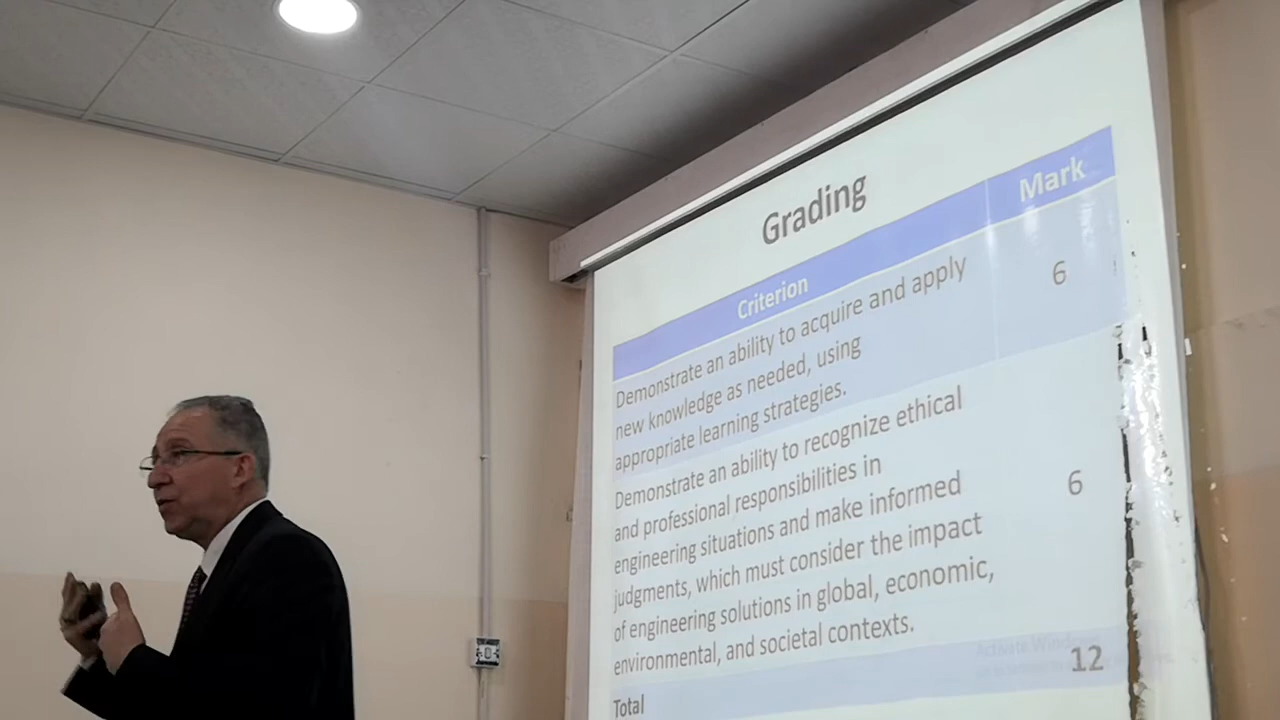 Grading
Criterion Mark
Demonstrate an ability to acquire and apply
new knowledge as needed, using
appropriate learning strategies.
6
Demonstrate an ability to recognize ethical
and professional responsibilities in
engineering situations and make informed
judgments, which must consider the impact
of engineering solutions in global, economic,
environmental, and societal contexts.
6
Activate Windows
Total 12